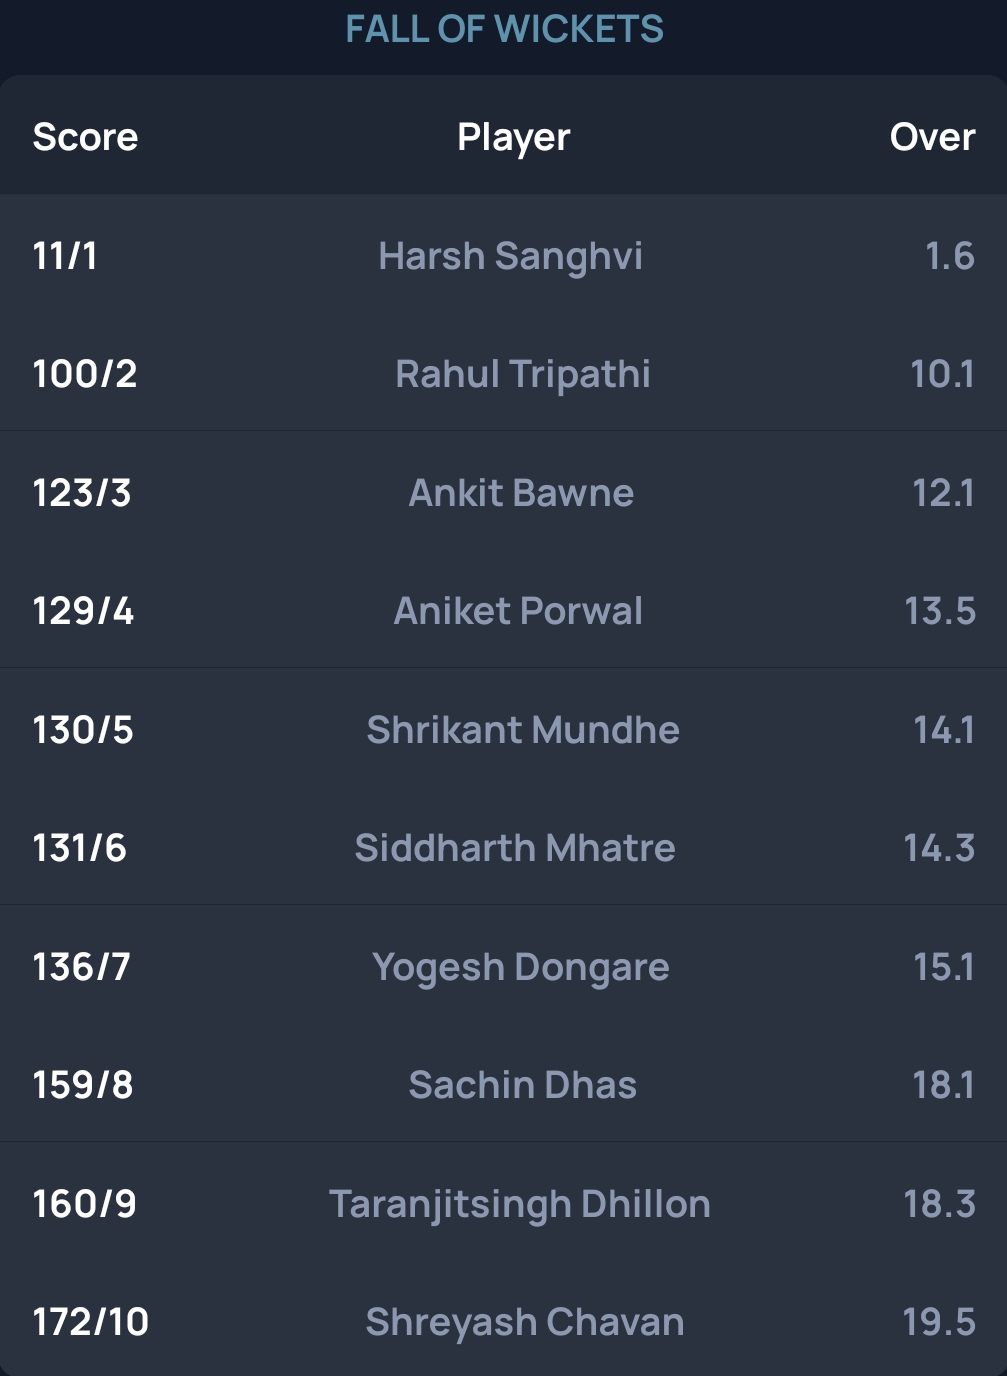 FALL OF WICKETS
Score Player Over
11/1 Harsh Sanghvi 1.6
100/2 Rahul Tripathi 10.1
123/3 Ankit Bawne 12.1
129/4 Aniket Porwal 13.5
130/5 Shrikant Mundhe 14.1
131/6 Siddharth Mhatre 14.3
136/7 Yogesh Dongare 15.1
159/8 Sachin Dhas 18.1
160/9 Taranjitsingh Dhillon 18.3
172/10 Shreyash Chavan 19.5